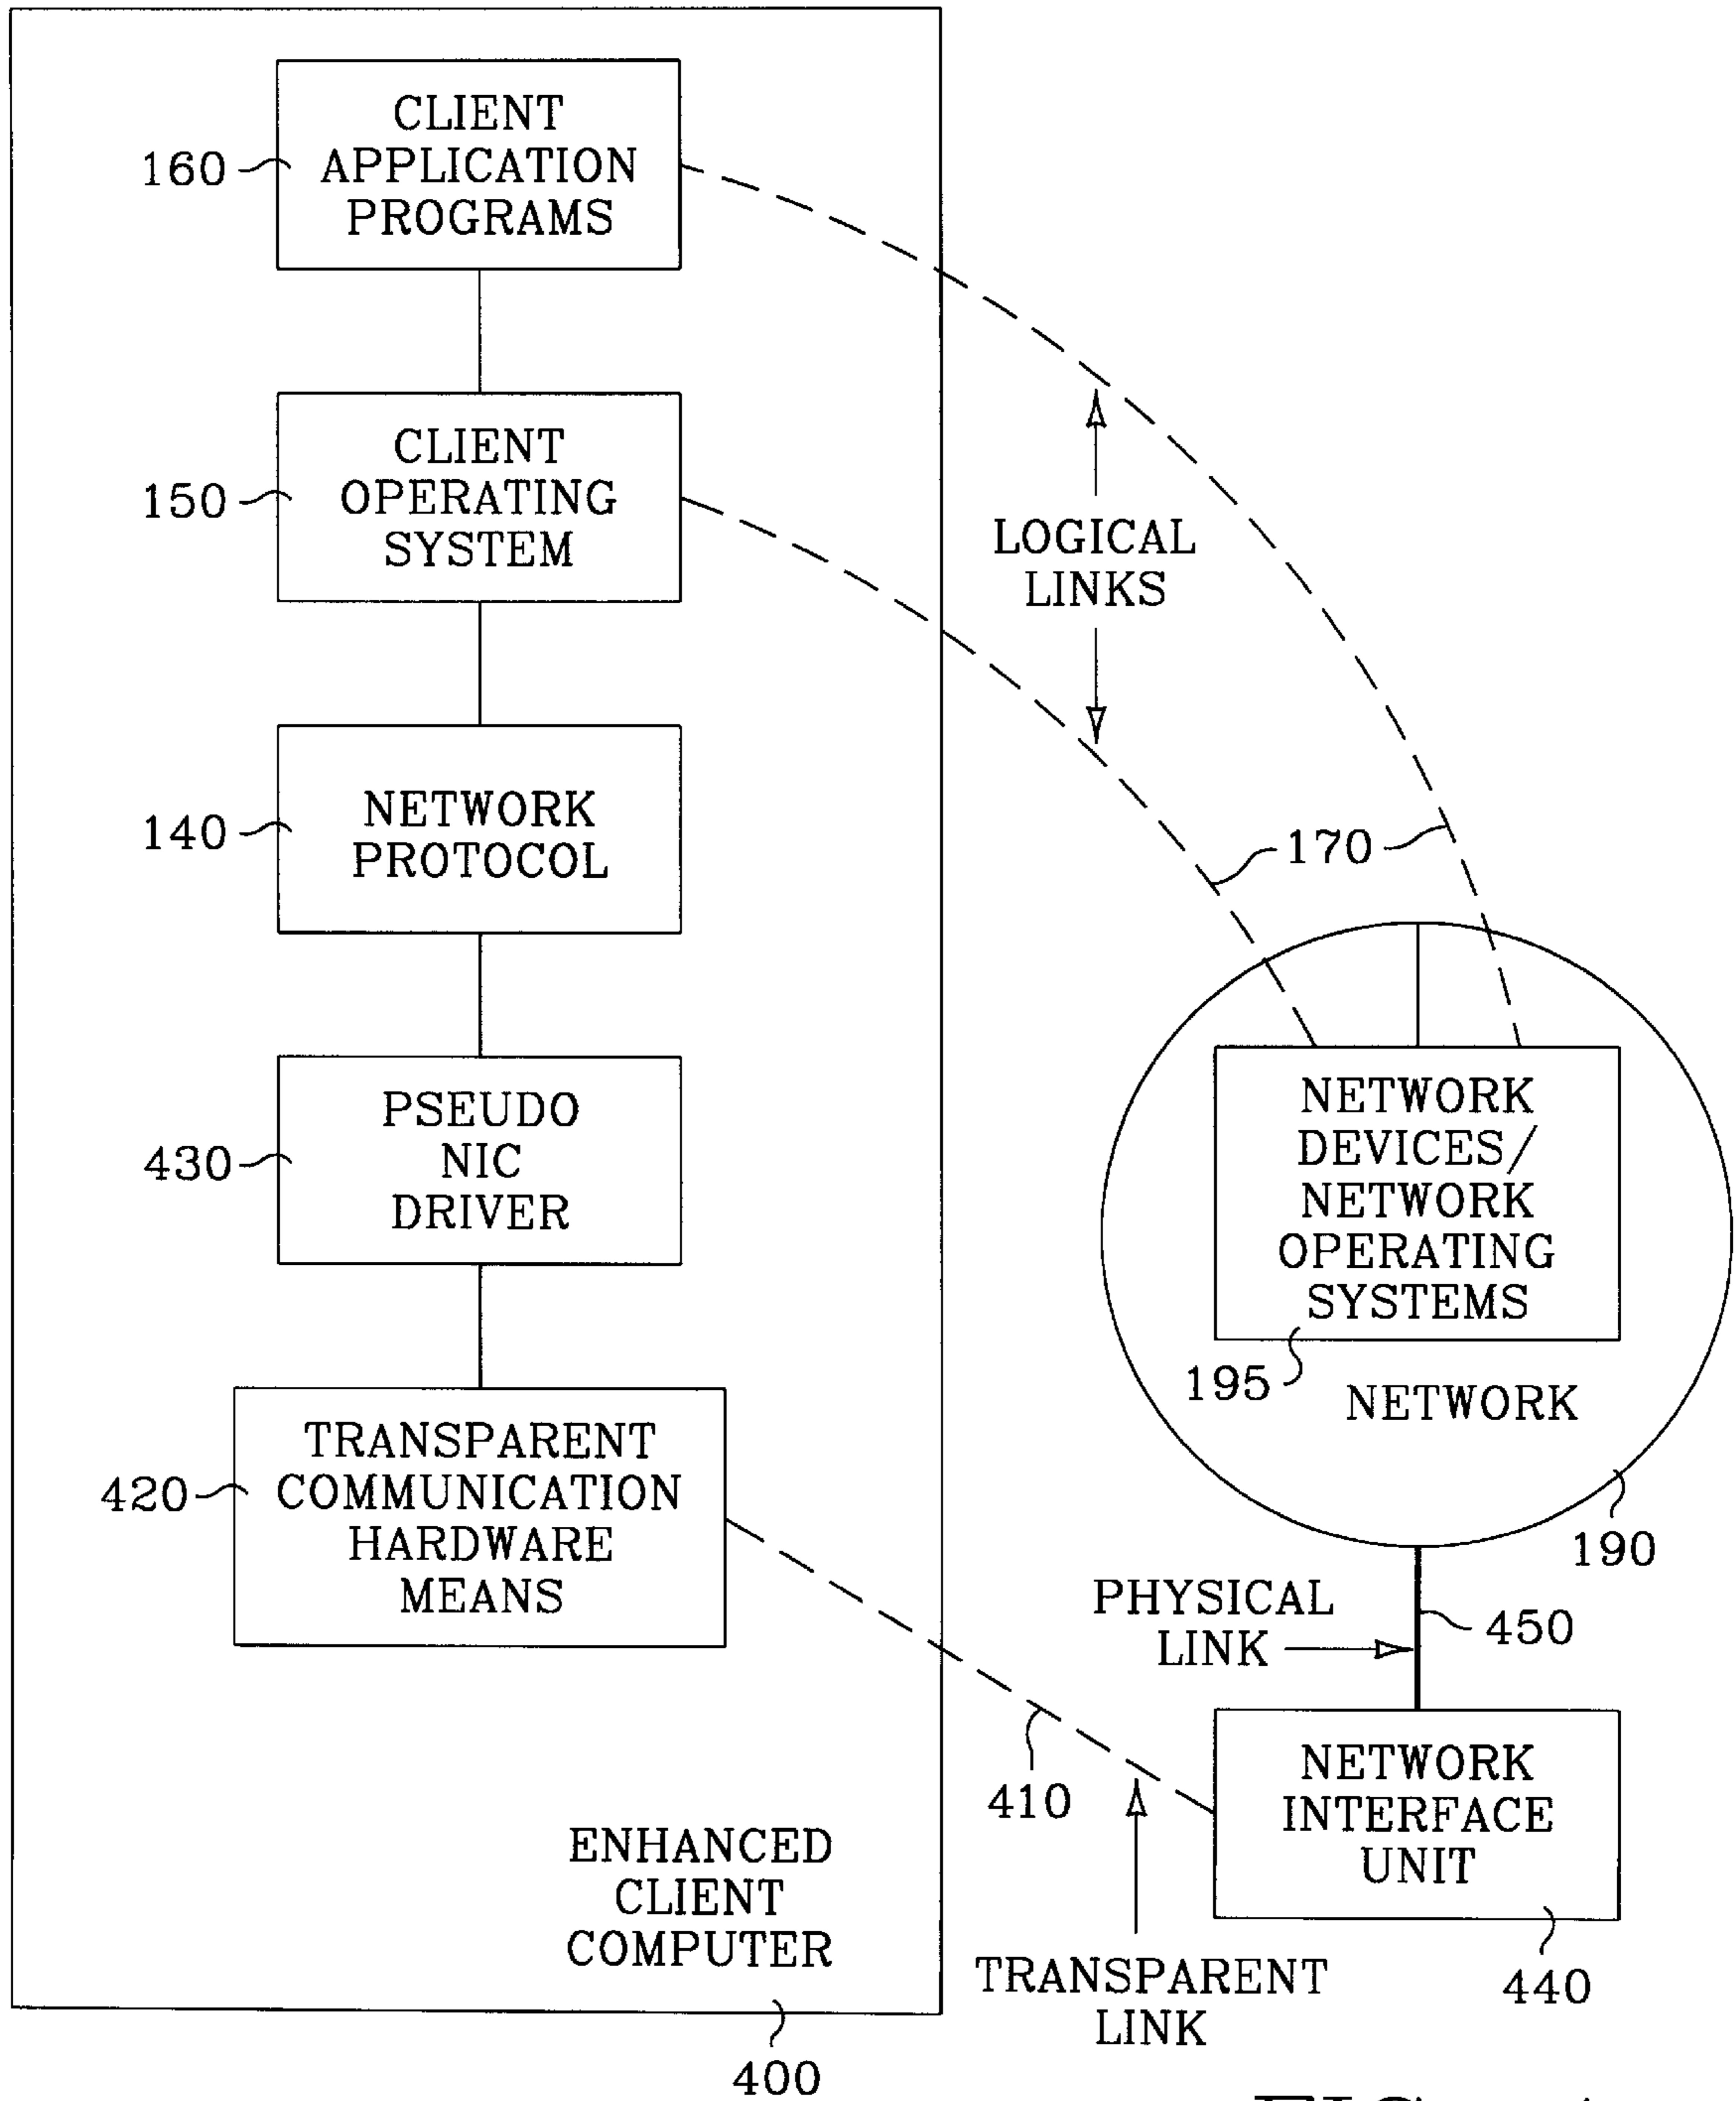 CLIENT
APPLICATION
PROGRAMS
160
CLIENT
OPERATING
SYSTEM
150
LOGICAL
LINKS
NETWORK
PROTOCOL
140
170
PSEUDO
NIC
DRIVER
430
NETWORK
DEVICES/
NETWORK
OPERATING
SYSTEMS
195
NETWORK
190
TRANSPARENT
COMMUNICATION
HARDWARE
MEANS
420
PHYSICAL
LINK
450
410
NETWORK
INTERFACE
UNIT
440
ENHANCED
CLIENT
COMPUTER
400
TRANSPARENT
LINK